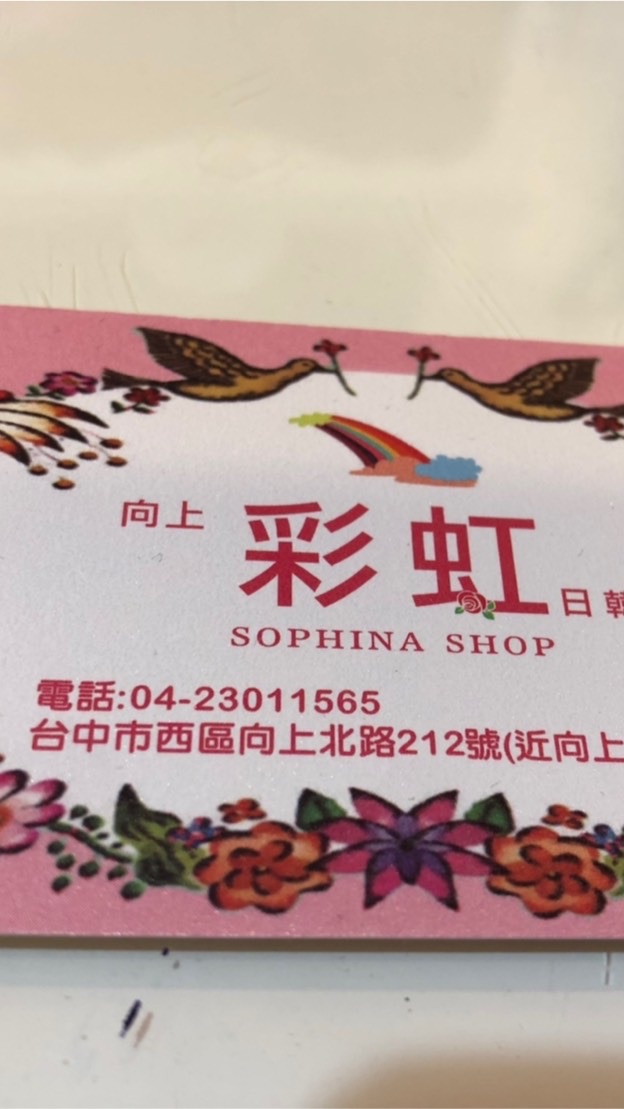 向上 彩虹 日韓
SOPHINA SHOP
電話:04-23011565
台中市西區向上北路212號(近向上